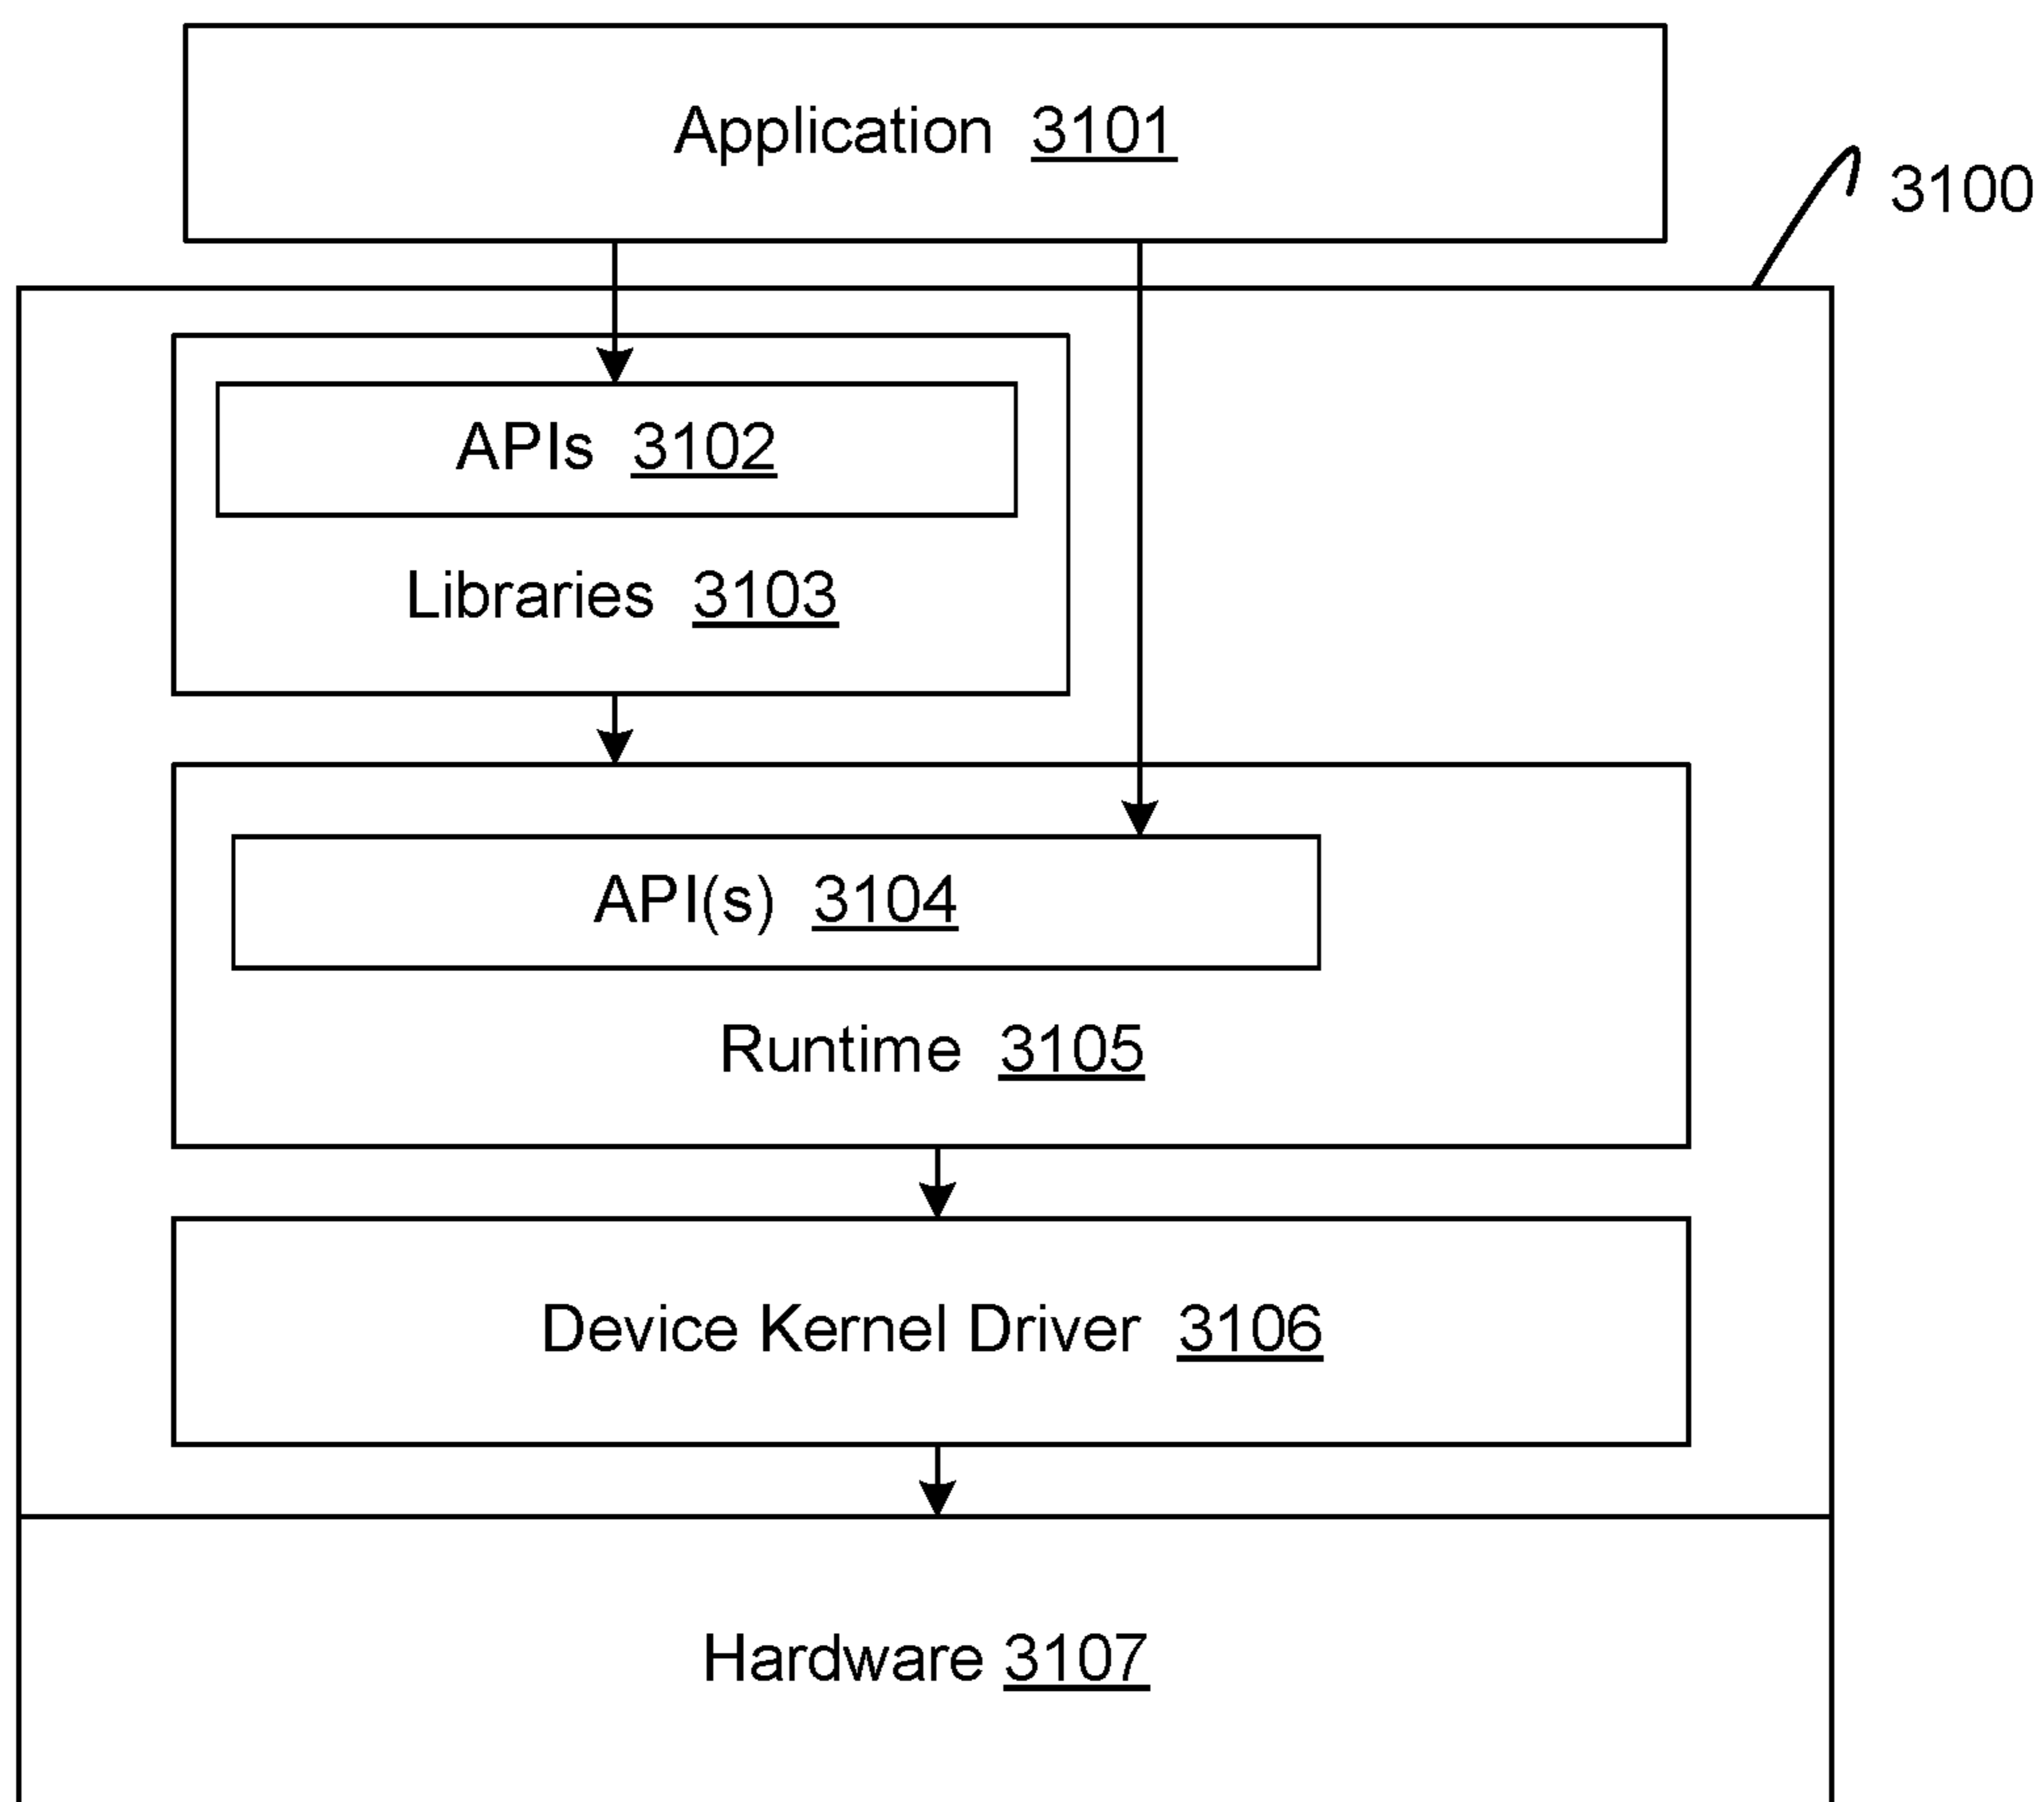 Application 3101
3100
APIs 3102
Libraries 3103
API(s) 3104
Runtime 3105
Device Kernel Driver 3106
Hardware 3107